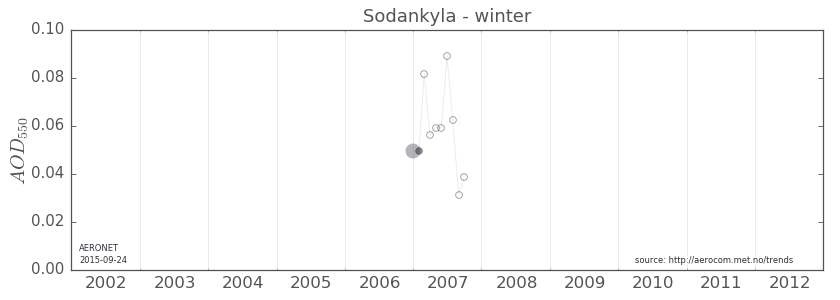 Sodankyla - winter
0.10
0.08
0.06
0.04
0.02
0.00
AOD550
AERONET
2015-09-24
source: http://aerocom.met.no/trends
2002 2003 2004 2005 2006 2007 2008 2009 2010 2011 2012